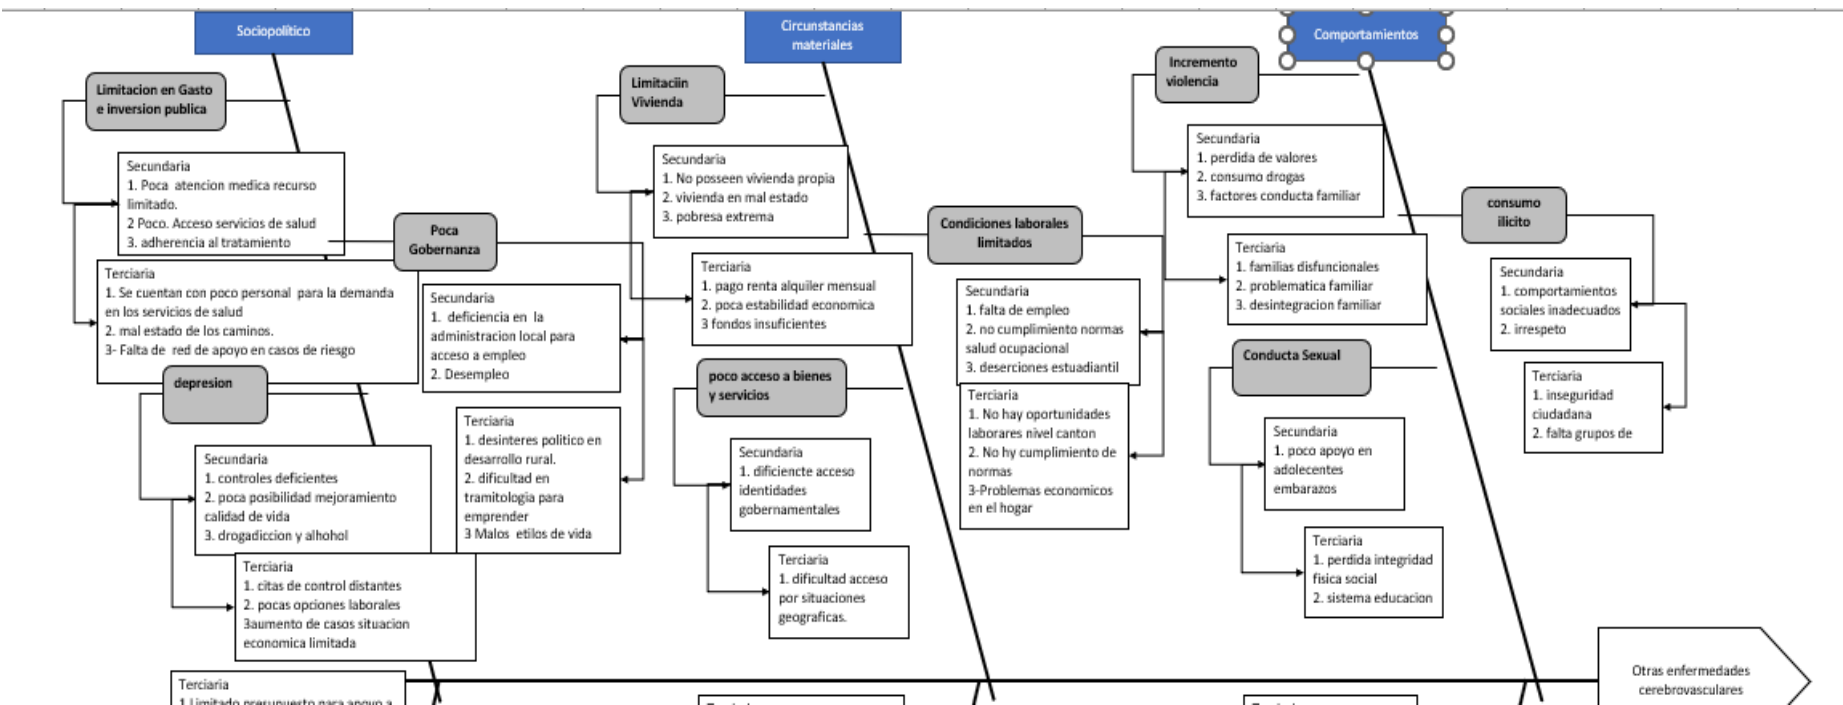 Sociopolítico
Limitacion en Gasto
e inversion publica
Secundaria
1. Poca atencion medica recurso
limitado.
2 Poco. Acceso servicios de salud
3. adherencia al tratamiento
Terciaria
1. Se cuentan con poco personal para la demanda
en los servicios de salud
2. mal estado de los caminos.
3- Falta de red de apoyo en casos de riesgo
Poca
Gobernanza
Secundaria
1. deficiencia en la
administracion local para
acceso a empleo
2. Desempleo
Terciaria
1. desinteres politico en
desarrollo rural.
2. dificultad en
tramitologia para
emprender
3 Malos etilos de vida
depresion
Secundaria
1. controles deficientes
2. poca posibilidad mejoramiento
calidad de vida
3. drogadiccion y alhohol
Terciaria
1. citas de control distantes
2. pocas opciones laborales
3aumento de casos situacion
economica limitada
Circunstancias
materiales
Limitaciin
Vivienda
Secundaria
1. No posseen vivienda propia
2. vivienda en mal estado
3. pobresa extrema
Terciaria
1. pago renta alquiler mensual
2. poca estabilidad economica
3 fondos insuficientes
Condiciones laborales
limitados
Secundaria
1. falta de empleo
2. no cumplimiento normas
salud ocupacional
3. deserciones estuadiantil
Terciaria
1. No hay oportunidades
laborares nivel canton
2. No hy cumplimiento de
normas
3-Problemas economicos
en el hogar
poco acceso a bienes
y servicios
Secundaria
1. dificiencte acceso
identidades
gobernamentales
Terciaria
1. dificultad acceso
por situaciones
geograficas.
Comportamientos
Incremento
violencia
Secundaria
1. perdida de valores
2. consumo drogas
3. factores conducta familiar
Terciaria
1. familias disfuncionales
2. problematica familiar
3. desintegracion familiar
consumo
ilicito
Secundaria
1. comportamientos
sociales inadecuados
2. irrespeto
Terciaria
1. inseguridad
ciudadana
2. falta grupos de
Conducta Sexual
Secundaria
1. poco apoyo en
adolecentes
embarazos
Terciaria
1. perdida integridad
fisica social
2. sistema educacion
Otras enfermedades
cerebrovasculares
Terciaria
1 Limitado presupuesto para apoyo a